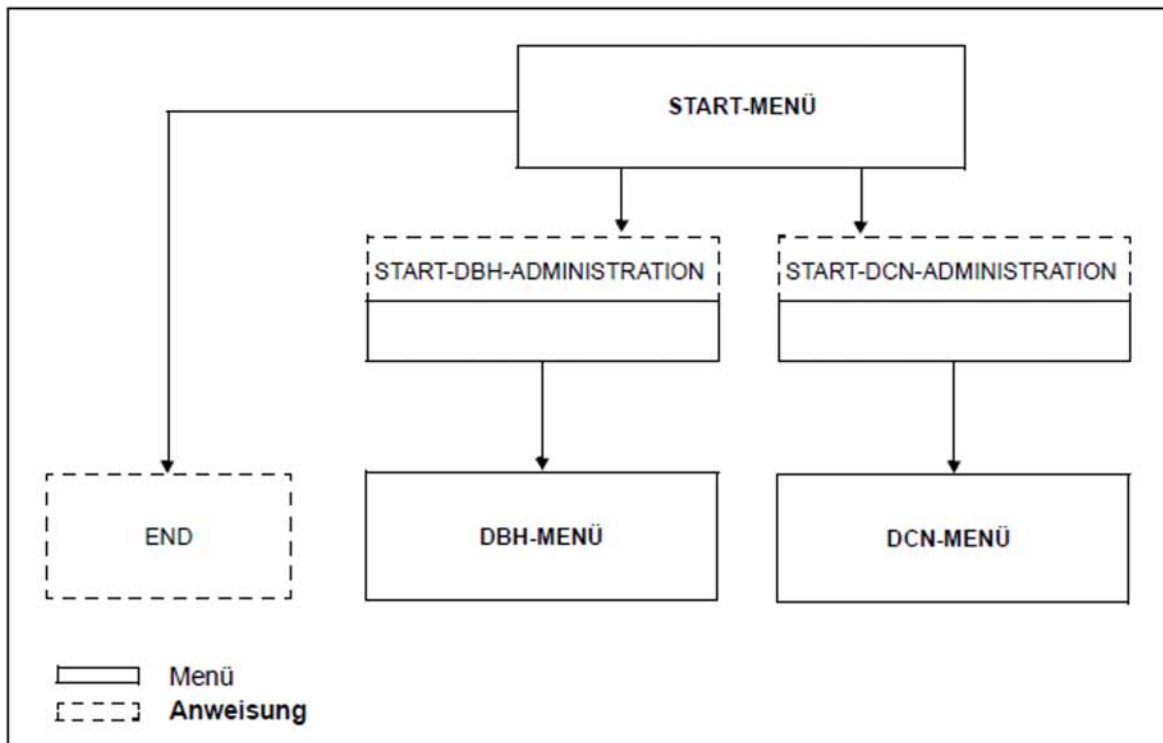 START-MENÜ
START-DBH-ADMINISTRATION
START-DCN-ADMINISTRATION
END
DBH-MENÜ
DCN-MENÜ
Menü
Anweisung